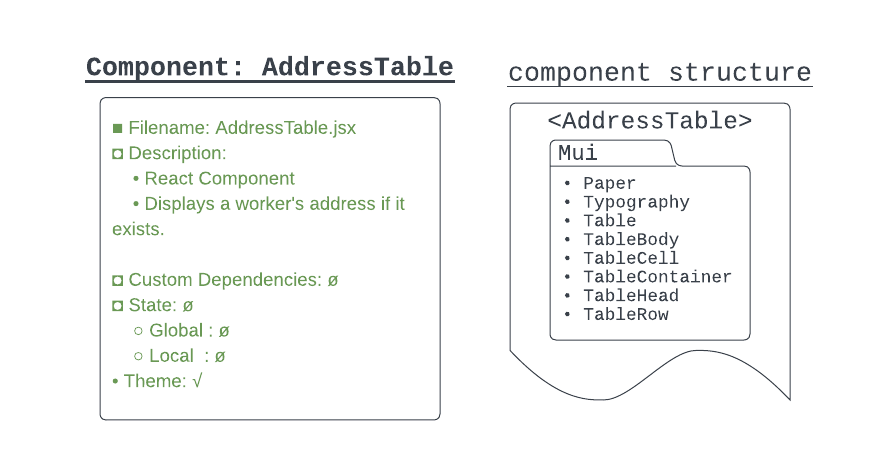 Component: AddressTable
■ Filename: AddressTable.jsx
◘ Description:
• React Component
• Displays a worker's address if it
exists.
◘ Custom Dependencies: ø
◘ State: ø
○ Global : ø
○ Local  : ø
• Theme: √
component structure
<AddressTable>
Mui
• Paper
• Typography
• Table
• TableBody
• TableCell
• TableContainer
• TableHead
• TableRow